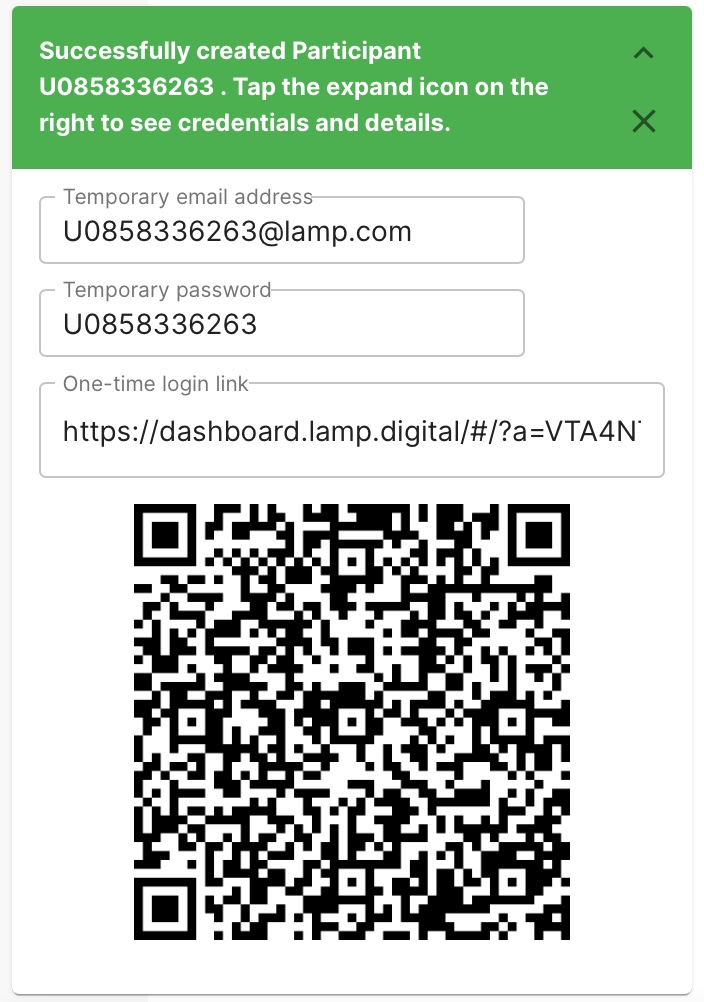 Successfully created Participant
U0858336263 . Tap the expand icon on the
right to see credentials and details.
Temporary email address
U0858336263@lamp.com
Temporary password
U0858336263
One-time login link
https://dashboard.lamp.digital/#/?a=VTA4N